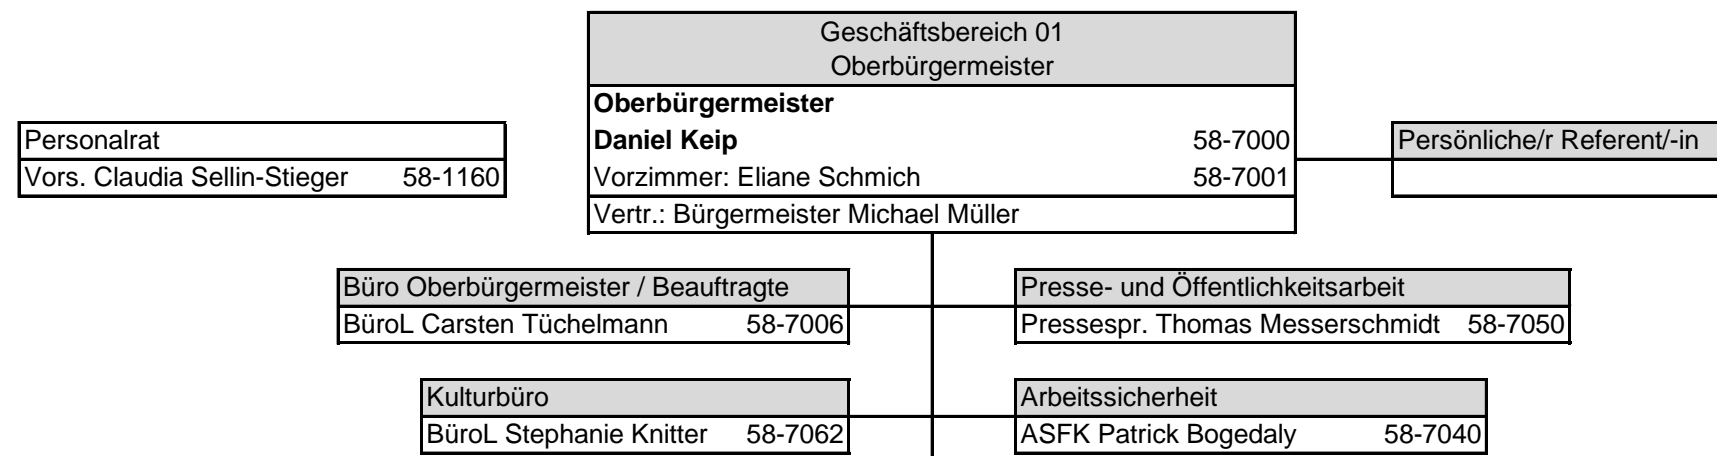 Geschäftsbereich 01
Oberbürgermeister
Oberbürgermeister
Daniel Keip 58-7000
Vorzimmer: Eliane Schmich 58-7001
Vertr.: Bürgermeister Michael Müller
Personalrat
Vors. Claudia Sellin-Stieger 58-1160
Persönliche/r Referent/-in
Büro Oberbürgermeister / Beauftragte
BüroL Carsten Tüchelmann 58-7006
Presse- und Öffentlichkeitsarbeit
Pressespr. Thomas Messerschmidt 58-7050
Kulturbüro
BüroL Stephanie Knitter 58-7062
Arbeitssicherheit
ASFK Patrick Bogedaly 58-7040